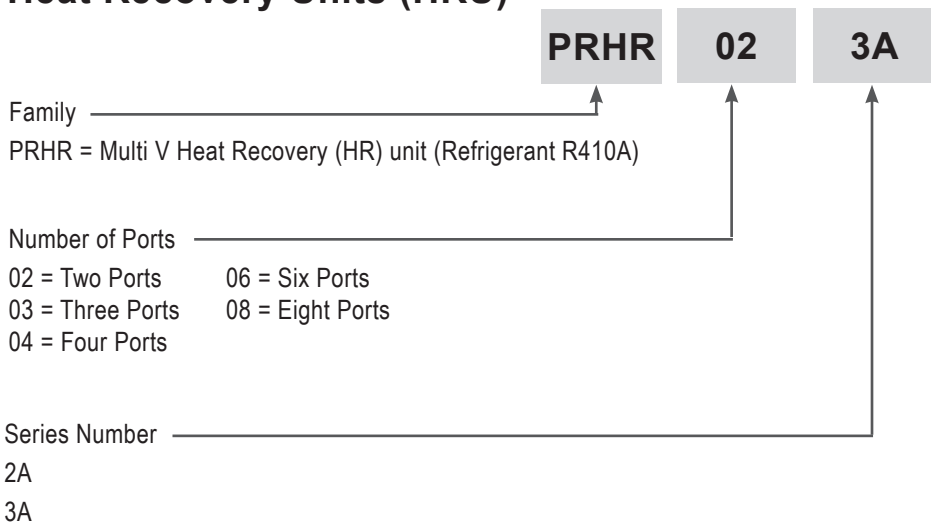 Heat Recovery Units (HRU)
PRHR 02 3A
Family
PRHR = Multi V Heat Recovery (HR) unit (Refrigerant R410A)
Number of Ports
02 = Two Ports 06 = Six Ports
03 = Three Ports 08 = Eight Ports
04 = Four Ports
Series Number
2A
3A